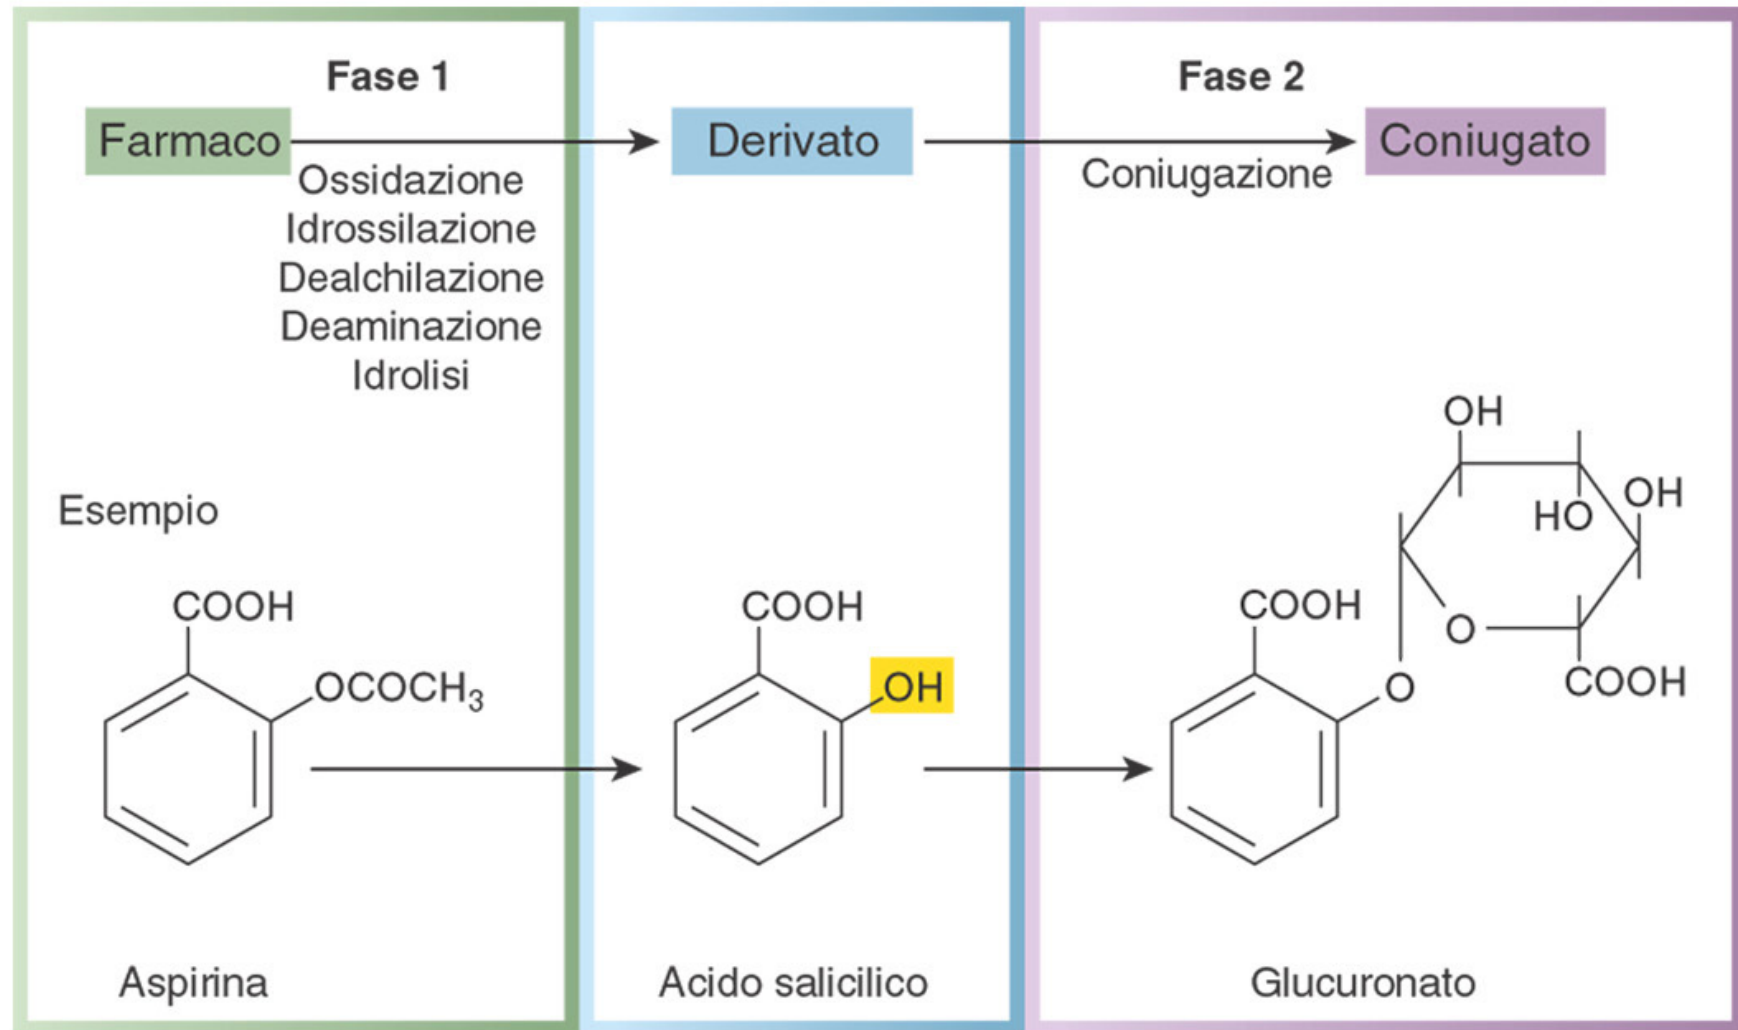 Fase 1
Fase 2
Farmaco
Derivato
Coniugato
Ossidazione
Idrossilazione
Dealchilazione
Deaminazione
Idrolisi
Coniugazione
Esempio
COOH
OCOCH₃
COOH
OH
COOH
O
O
OH
HO
OH
COOH
Aspirina
Acido salicilico
Glucuronato